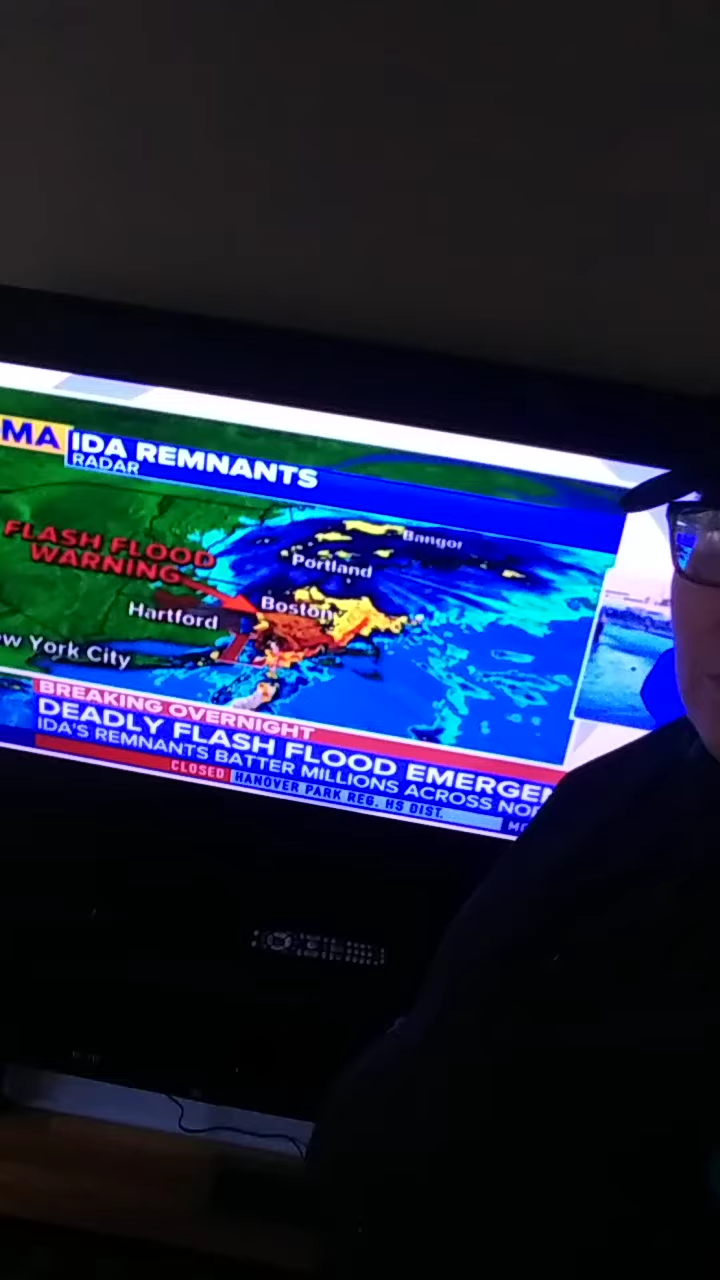 MA
IDA REMNANTS
RADAR
Bangor
Portland
FLASH FLOOD
WARNING
Boston
Hartford
w York City
BREAKING OVERNIGHT
DEADLY FLASH FLOOD EMERGEN
IDA'S REMNANTS BATTER MILLIONS ACROSS NOR
CLOSED HANOVER PARK REG. HS DIST.